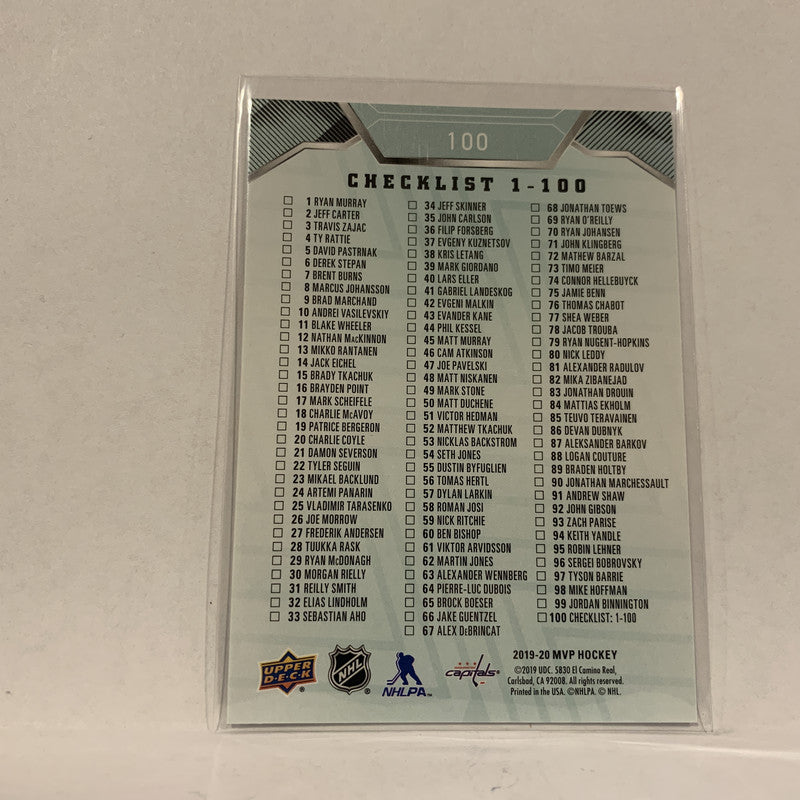 100
CHECKLIST 1-100
1 RYAN MURRAY
2 JEFF CARTER
3 TRAVIS ZAJAC
4 TY RATTIE
5 DAVID PASTRNAK
6 DEREK STEPAN
7 BRENT BURNS
8 MARCUS JOHANSSON
9 BRAD MARCHAND
10 ANDREI VASILEVSKIY
11 BLAKE WHEELER
12 NATHAN MacKINNON
13 MIKKO RANTANEN
14 JACK EICHEL
15 BRADY TKACHUK
16 BRAYDEN POINT
17 MARK SCHEIFELE
18 CHARLIE McAVOY
19 PATRICE BERGERON
20 CHARLIE COYLE
21 DAMON SEVERSON
22 TYLER SEGUIN
23 MIKAEL BACKLUND
24 ARTEMI PANARIN
25 VLADIMIR TARASENKO
26 JOE MORROW
27 FREDERIK ANDERSEN
28 TUUKKA RASK
29 RYAN McDONAGH
30 MORGAN RIELLY
31 REILLY SMITH
32 ELIAS LINDHOLM
33 SEBASTIAN AHO
34 JEFF SKINNER
35 JOHN CARLSON
36 FILIP FORSBERG
37 EVGENY KUZNETSOV
38 KRIS LETANG
39 MARK GIORDANO
40 LARS ELLER
41 GABRIEL LANDESKOG
42 EVGENI MALKIN
43 EVANDER KANE
44 PHIL KESSEL
45 MATT MURRAY
46 CAM ATKINSON
47 JOE PAVELSKI
48 MATT NISKANEN
49 MARK STONE
50 MATT DUCHENE
51 VICTOR HEDMAN
52 MATTHEW TKACHUK
53 NICKLAS BACKSTROM
54 SETH JONES
55 DUSTIN BYFUGLIEN
56 TOMAS HERTL
57 DYLAN LARKIN
58 ROMAN JOSI
59 NICK RITCHIE
60 BEN BISHOP
61 VIKTOR ARVIDSSON
62 MARTIN JONES
63 ALEXANDER WENNBERG
64 PIERRE-LUC DUBOIS
65 BROCK BOESER
66 JAKE GUENTZEL
67 ALEX DeBRINCAT
68 JONATHAN TOEWS
69 RYAN O'REILLY
70 RYAN JOHANSEN
71 JOHN KLINGBERG
72 MATHEW BARZAL
73 TIMO MEIER
74 CONNOR HELLEBUYCK
75 JAMIE BENN
76 THOMAS CHABOT
77 SHEA WEBER
78 JACOB TROUBA
79 RYAN NUGENT-HOPKINS
80 NICK LEDDY
81 ALEXANDER RADULOV
82 MIKA ZIBANEJAD
83 JONATHAN DROUIN
84 MATTIAS EKHOLM
85 TEUVO TERAVAINEN
86 DEVAN DUBNYK
87 ALEKSANDER BARKOV
88 LOGAN COUTURE
89 BRADEN HOLTBY
90 JONATHAN MARCHESSAULT
91 ANDREW SHAW
92 JOHN GIBSON
93 ZACH PARISE
94 KEITH YANDLE
95 ROBIN LEHNER
96 SERGEI BOBROVSKY
97 TYSON BARRIE
98 MIKE HOFFMAN
99 JORDAN BINNINGTON
100 CHECKLIST: 1-100
UPPER
DECK
NHL
NHLPA
capitals
2019-20 MVP HOCKEY
©2019 UDC. 5830 El Camino Real,
Carlsbad, CA 92008. All rights reserved.
Printed in the USA. ©NHLPA. © NHL.